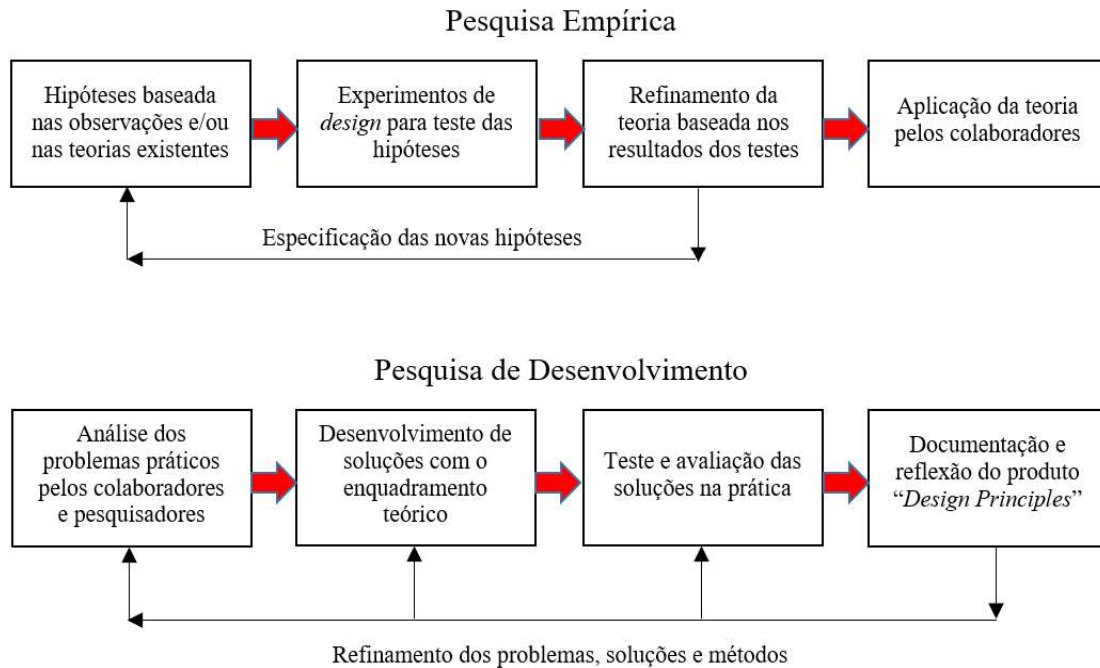 Pesquisa Empírica
Hipóteses baseada
nas observações e/ou
nas teorias existentes
Experimentos de
design para teste das
hipóteses
Refinamento da
teoria baseada nos
resultados dos testes
Aplicação da teoria
pelos colaboradores
Especificação das novas hipóteses
Pesquisa de Desenvolvimento
Análise dos
problemas práticos
pelos colaboradores
e pesquisadores
Desenvolvimento de
soluções com o
enquadramento
teórico
Teste e avaliação das
soluções na prática
Documentação e
reflexão do produto
“Design Principles”
Refinamento dos problemas, soluções e métodos